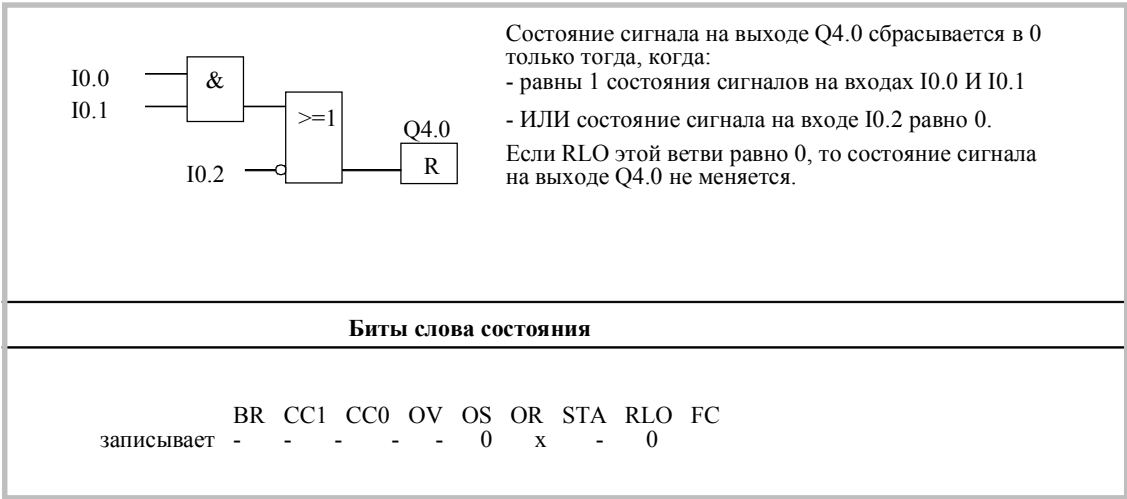 I0.0
I0.1
&
>=1
I0.2
Q4.0
R
Состояние сигнала на выходе Q4.0 сбрасывается в 0
только тогда, когда:
- равны 1 состояния сигналов на входах I0.0 И I0.1
- ИЛИ состояние сигнала на входе I0.2 равно 0.
Если RLO этой ветви равно 0, то состояние сигнала
на выходе Q4.0 не меняется.
Биты слова состояния
BR CC1 CC0 OV OS OR STA RLO FC
записывает - - - - - 0 x - 0